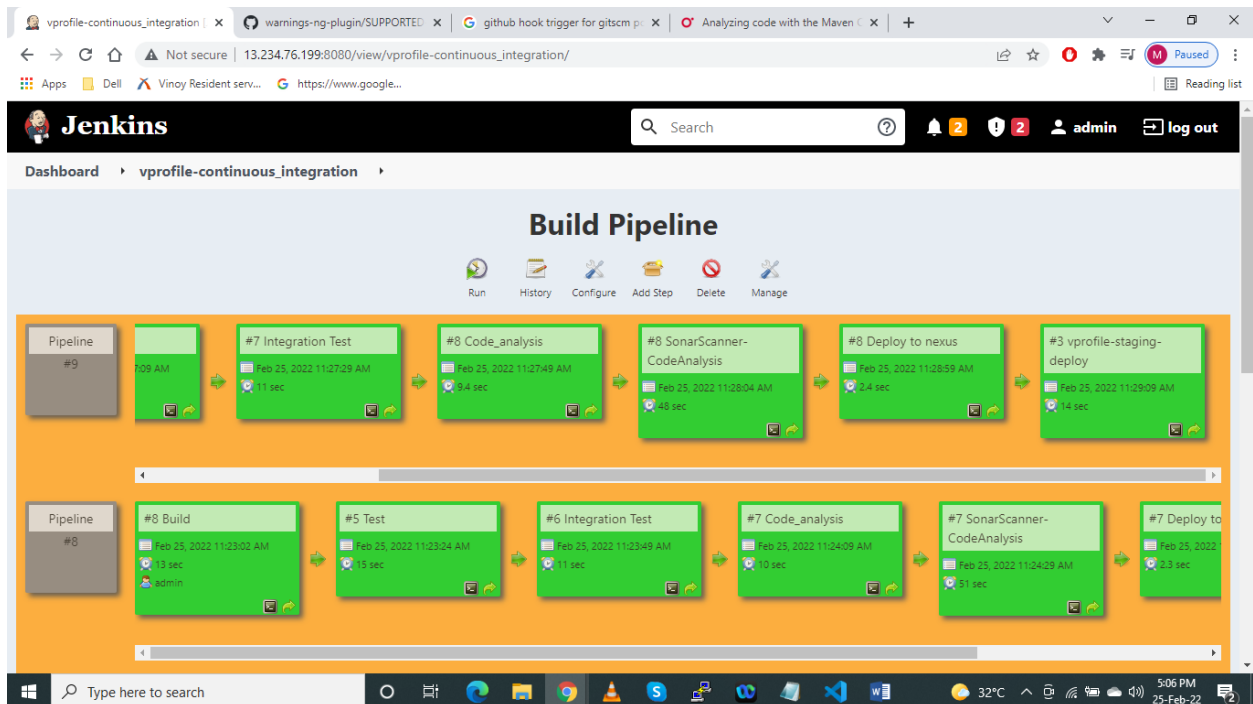 vprofile-continuous_integration [
warnings-ng-plugin/SUPPORTED
github hook trigger for gitscm po
Analyzing code with the Maven
Not secure | 13.234.76.199:8080/view/vprofile-continuous_integration/
M Paused
Apps Dell Vinoy Resident serv... https://www.google...
Reading list
Jenkins
Search
2
2
admin
log out
Dashboard vprofile-continuous_integration
Build Pipeline
Run History Configure Add Step Delete Manage
Pipeline
#9
7:09 AM
#7 Integration Test
Feb 25, 2022 11:27:29 AM
11 sec
#8 Code_analysis
Feb 25, 2022 11:27:49 AM
9.4 sec
#8 SonarScanner-
CodeAnalysis
Feb 25, 2022 11:28:04 AM
48 sec
#8 Deploy to nexus
Feb 25, 2022 11:28:59 AM
2.4 sec
#3 vprofile-staging-
deploy
Feb 25, 2022 11:29:09 AM
14 sec
Pipeline
#8
#8 Build
Feb 25, 2022 11:23:02 AM
13 sec
admin
#5 Test
Feb 25, 2022 11:23:24 AM
15 sec
#6 Integration Test
Feb 25, 2022 11:23:49 AM
11 sec
#7 Code_analysis
Feb 25, 2022 11:24:09 AM
10 sec
#7 SonarScanner-
CodeAnalysis
Feb 25, 2022 11:24:29 AM
51 sec
#7 Deploy to
Feb 25, 2022
2.3 sec
Type here to search
32°C
5:06 PM
25-Feb-22
2